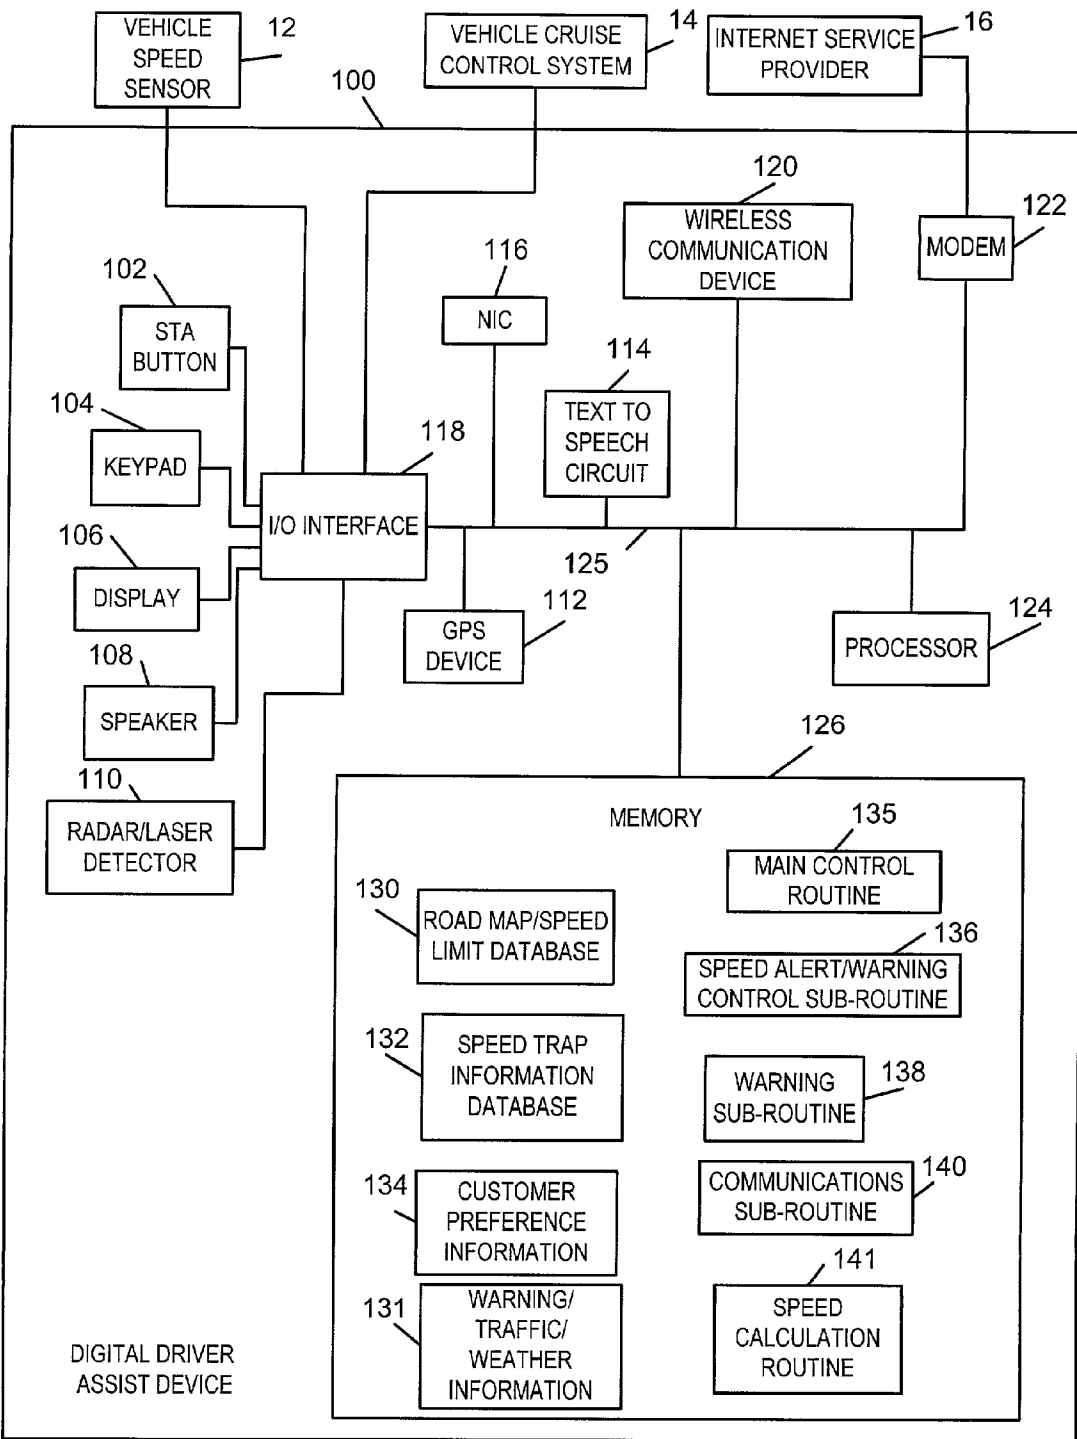 VEHICLE
SPEED
SENSOR
12
VEHICLE CRUISE
CONTROL SYSTEM
14
INTERNET SERVICE
PROVIDER
16
100
120
WIRELESS
COMMUNICATION
DEVICE
122
MODEM
116
NIC
102
STA
BUTTON
114
TEXT TO
SPEECH
CIRCUIT
104
KEYPAD
118
I/O INTERFACE
125
106
DISPLAY
112
GPS
DEVICE
124
PROCESSOR
108
SPEAKER
110
RADAR/LASER
DETECTOR
126
MEMORY
135
MAIN CONTROL
ROUTINE
130
ROAD MAP/SPEED
LIMIT DATABASE
136
SPEED ALERT/WARNING
CONTROL SUB-ROUTINE
132
SPEED TRAP
INFORMATION
DATABASE
138
WARNING
SUB-ROUTINE
134
CUSTOMER
PREFERENCE
INFORMATION
140
COMMUNICATIONS
SUB-ROUTINE
131
WARNING/
TRAFFIC/
WEATHER
INFORMATION
141
SPEED
CALCULATION
ROUTINE
DIGITAL DRIVER
ASSIST DEVICE